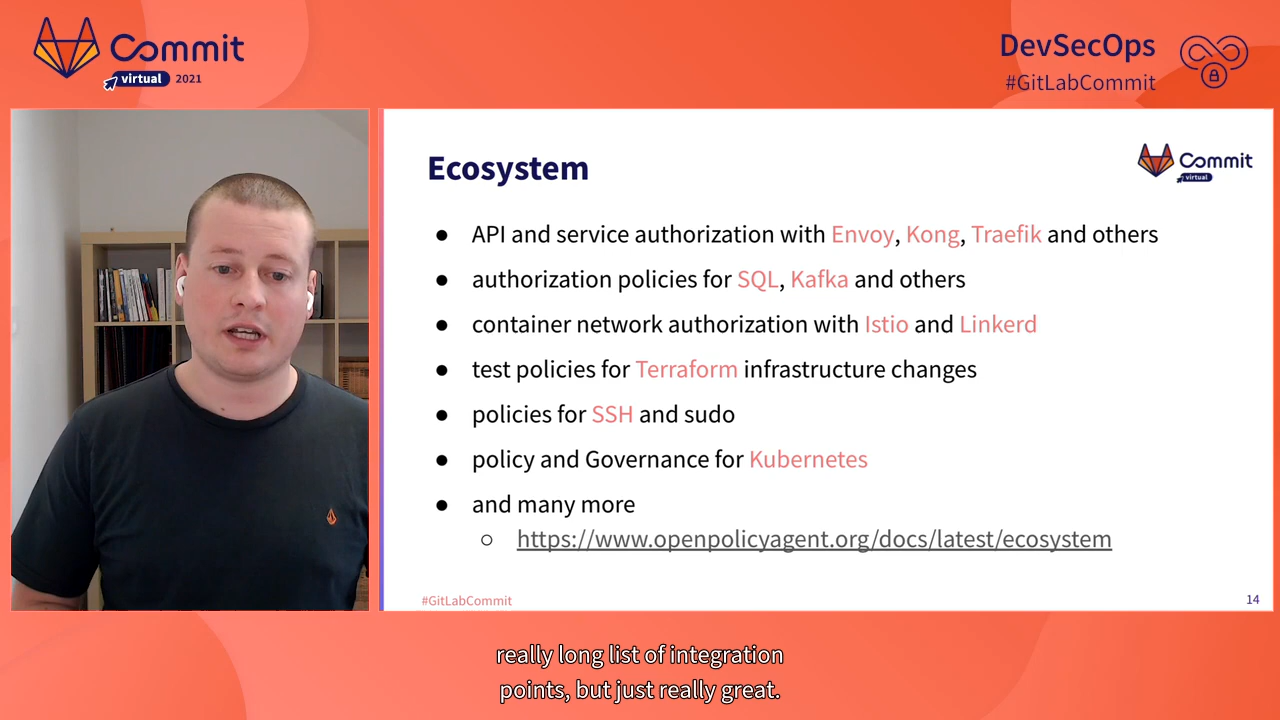 Commit
virtual 2021
DevSecOps
#GitLabCommit
Ecosystem
Commit
virtual
● API and service authorization with Envoy, Kong, Traefik and others
● authorization policies for SQL, Kafka and others
● container network authorization with Istio and Linkerd
● test policies for Terraform infrastructure changes
● policies for SSH and sudo
● policy and Governance for Kubernetes
● and many more
○ https://www.openpolicyagent.org/docs/latest/ecosystem
#GitLabCommit
14
really long list of integration
points, but just really great.